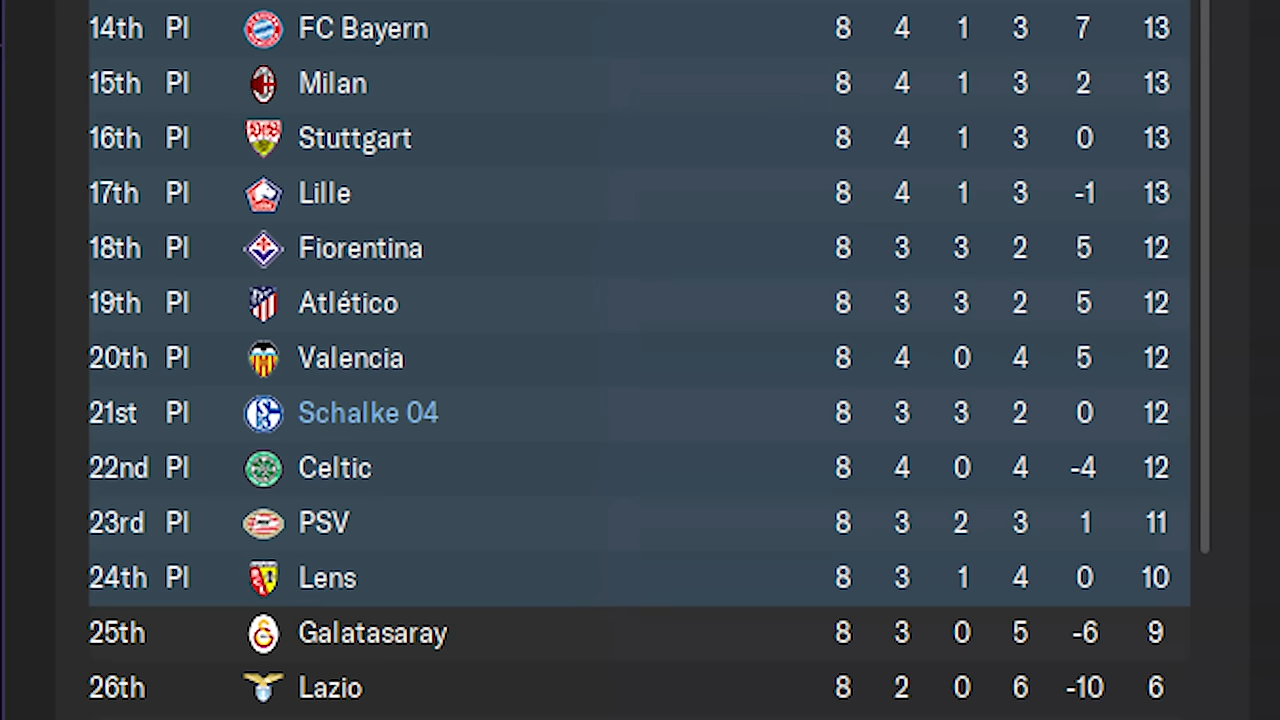 14th Pl FC Bayern 8 4 1 3 7 13
15th Pl Milan 8 4 1 3 2 13
16th Pl Stuttgart 8 4 1 3 0 13
17th Pl Lille 8 4 1 3 -1 13
18th Pl Fiorentina 8 3 3 2 5 12
19th Pl Atlético 8 3 3 2 5 12
20th Pl Valencia 8 4 0 4 5 12
21st Pl Schalke 04 8 3 3 2 0 12
22nd Pl Celtic 8 4 0 4 -4 12
23rd Pl PSV 8 3 2 3 1 11
24th Pl Lens 8 3 1 4 0 10
25th Galatasaray 8 3 0 5 -6 9
26th Lazio 8 2 0 6 -10 6